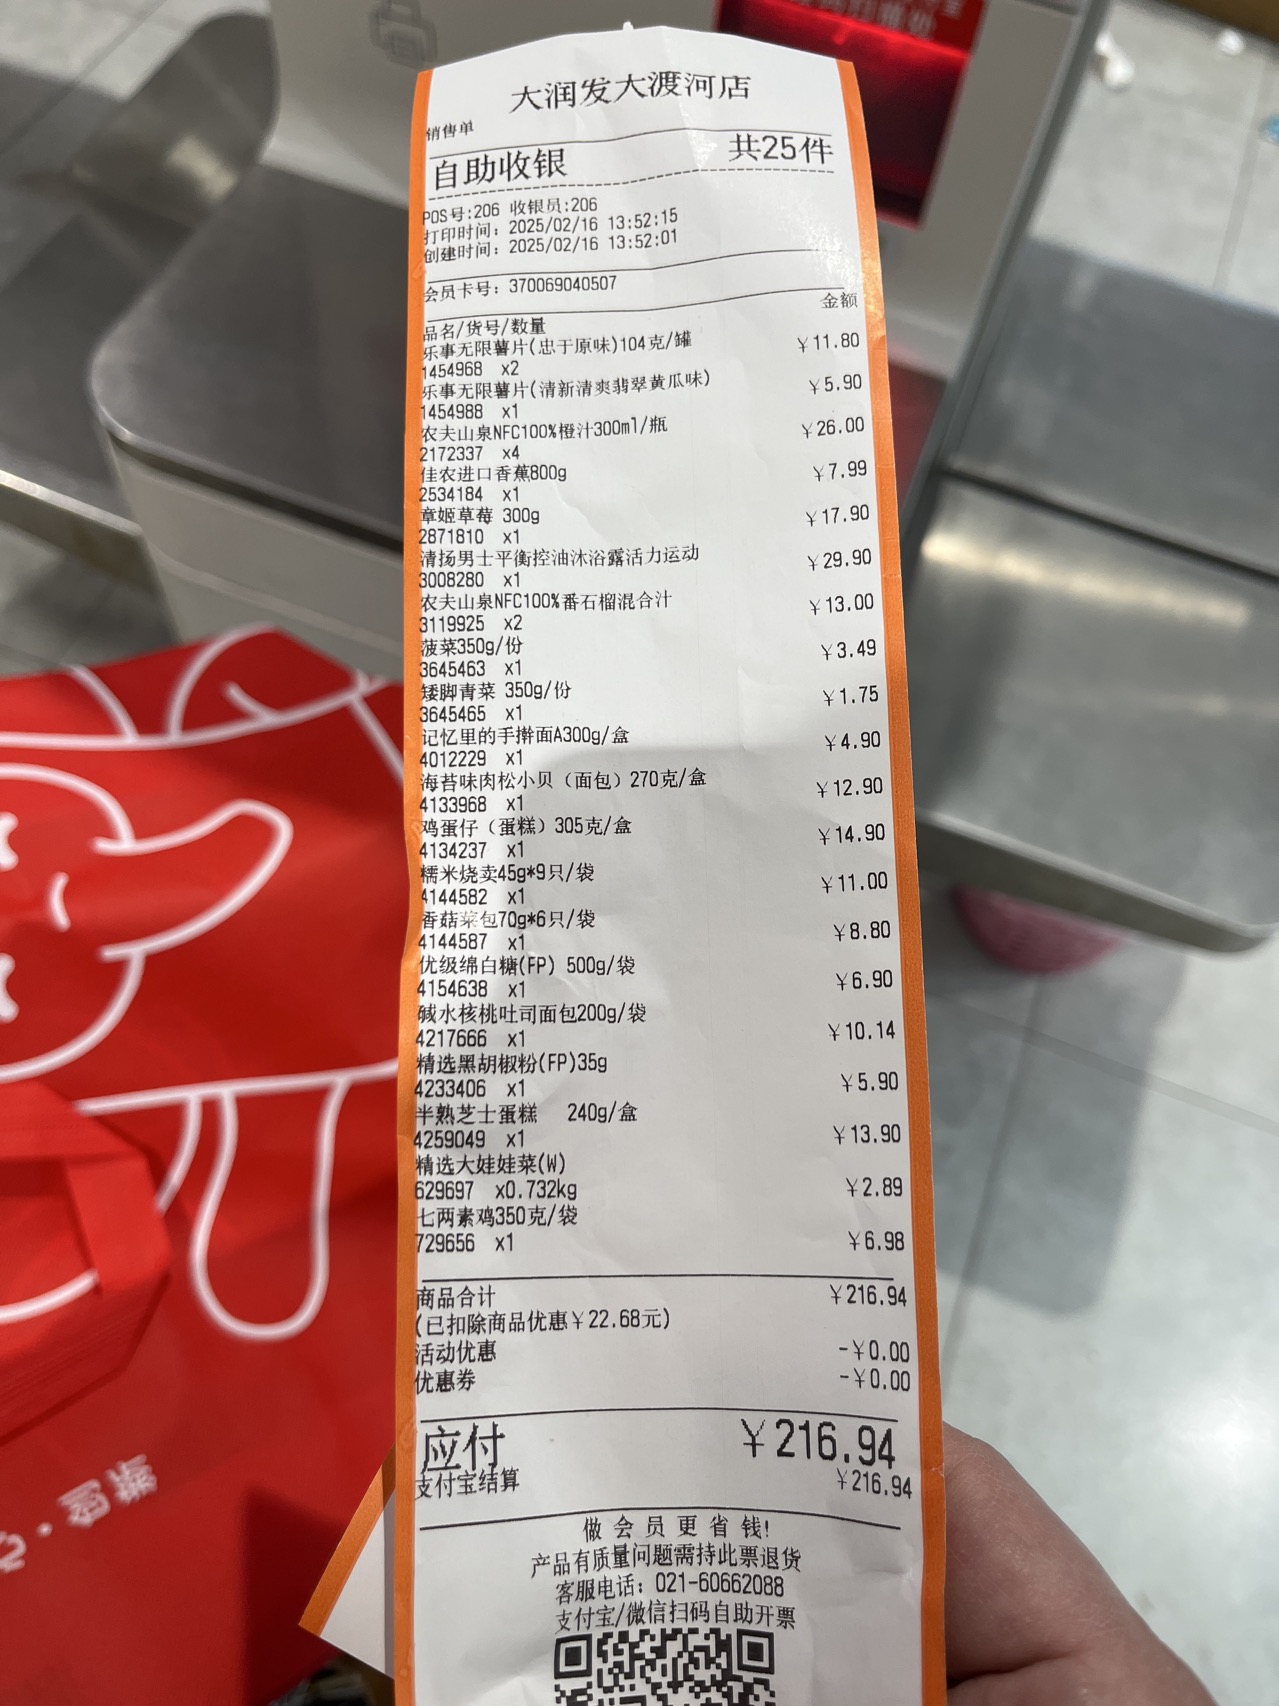 大润发大渡河店
销售单
自助收银 共25件
POS号:206 收银员:206
打印时间: 2025/02/16 13:52:15
创建时间: 2025/02/16 13:52:01
会员卡号: 370069040507
金额
品名/货号/数量
乐事无限薯片(忠于原味)104克/罐 ￥11.80
1454968 x2
乐事无限薯片(清新清爽翡翠黄瓜味) ￥5.90
1454988 x1
农夫山泉NFC100%橙汁300ml/瓶 ￥26.00
2172337 x4
佳农进口香蕉800g ￥7.99
2534184 x1
章姬草莓 300g ￥17.90
2871810 x1
清扬男士平衡控油沐浴露活力运动 ￥29.90
3008280 x1
农夫山泉NFC100%番石榴混合汁 ￥13.00
3119925 x2
菠菜350g/份 ￥3.49
3645463 x1
矮脚青菜 350g/份 ￥1.75
3645465 x1
记忆里的手擀面A300g/盒 ￥4.90
4012229 x1
海苔味肉松小贝（面包）270克/盒 ￥12.90
4133968 x1
鸡蛋仔（蛋糕）305克/盒 ￥14.90
4134237 x1
糯米烧卖45g*9只/袋 ￥11.00
4144582 x1
香菇菜包70g*6只/袋 ￥8.80
4144587 x1
优级绵白糖(FP) 500g/袋 ￥6.90
4154638 x1
碱水核桃吐司面包200g/袋 ￥10.14
4217666 x1
精选黑胡椒粉(FP)35g ￥5.90
4233406 x1
半熟芝士蛋糕 240g/盒 ￥13.90
4259049 x1
精选大娃娃菜(W) ￥2.89
629697 x0.732kg
七两素鸡350克/袋 ￥6.98
729656 x1
商品合计 ￥216.94
(已扣除商品优惠￥22.68元)
活动优惠 -￥0.00
优惠券 -￥0.00
应付 ￥216.94
支付宝结算 ￥216.94
做会员更省钱!
产品有质量问题需持此票退货
客服电话: 021-60662088
支付宝/微信扫码自助开票